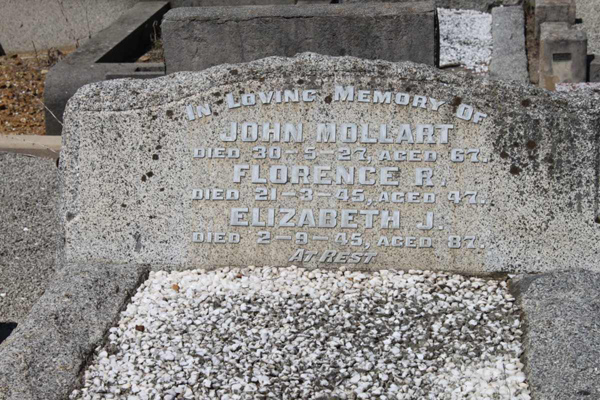 In Loving Memory Of
JOHN MOLLART
DIED 30-5-27, AGED 67.
FLORENCE R.
DIED 21-3-45, AGED 47.
ELIZABETH J.
DIED 2-9-45, AGED 87.
At Rest